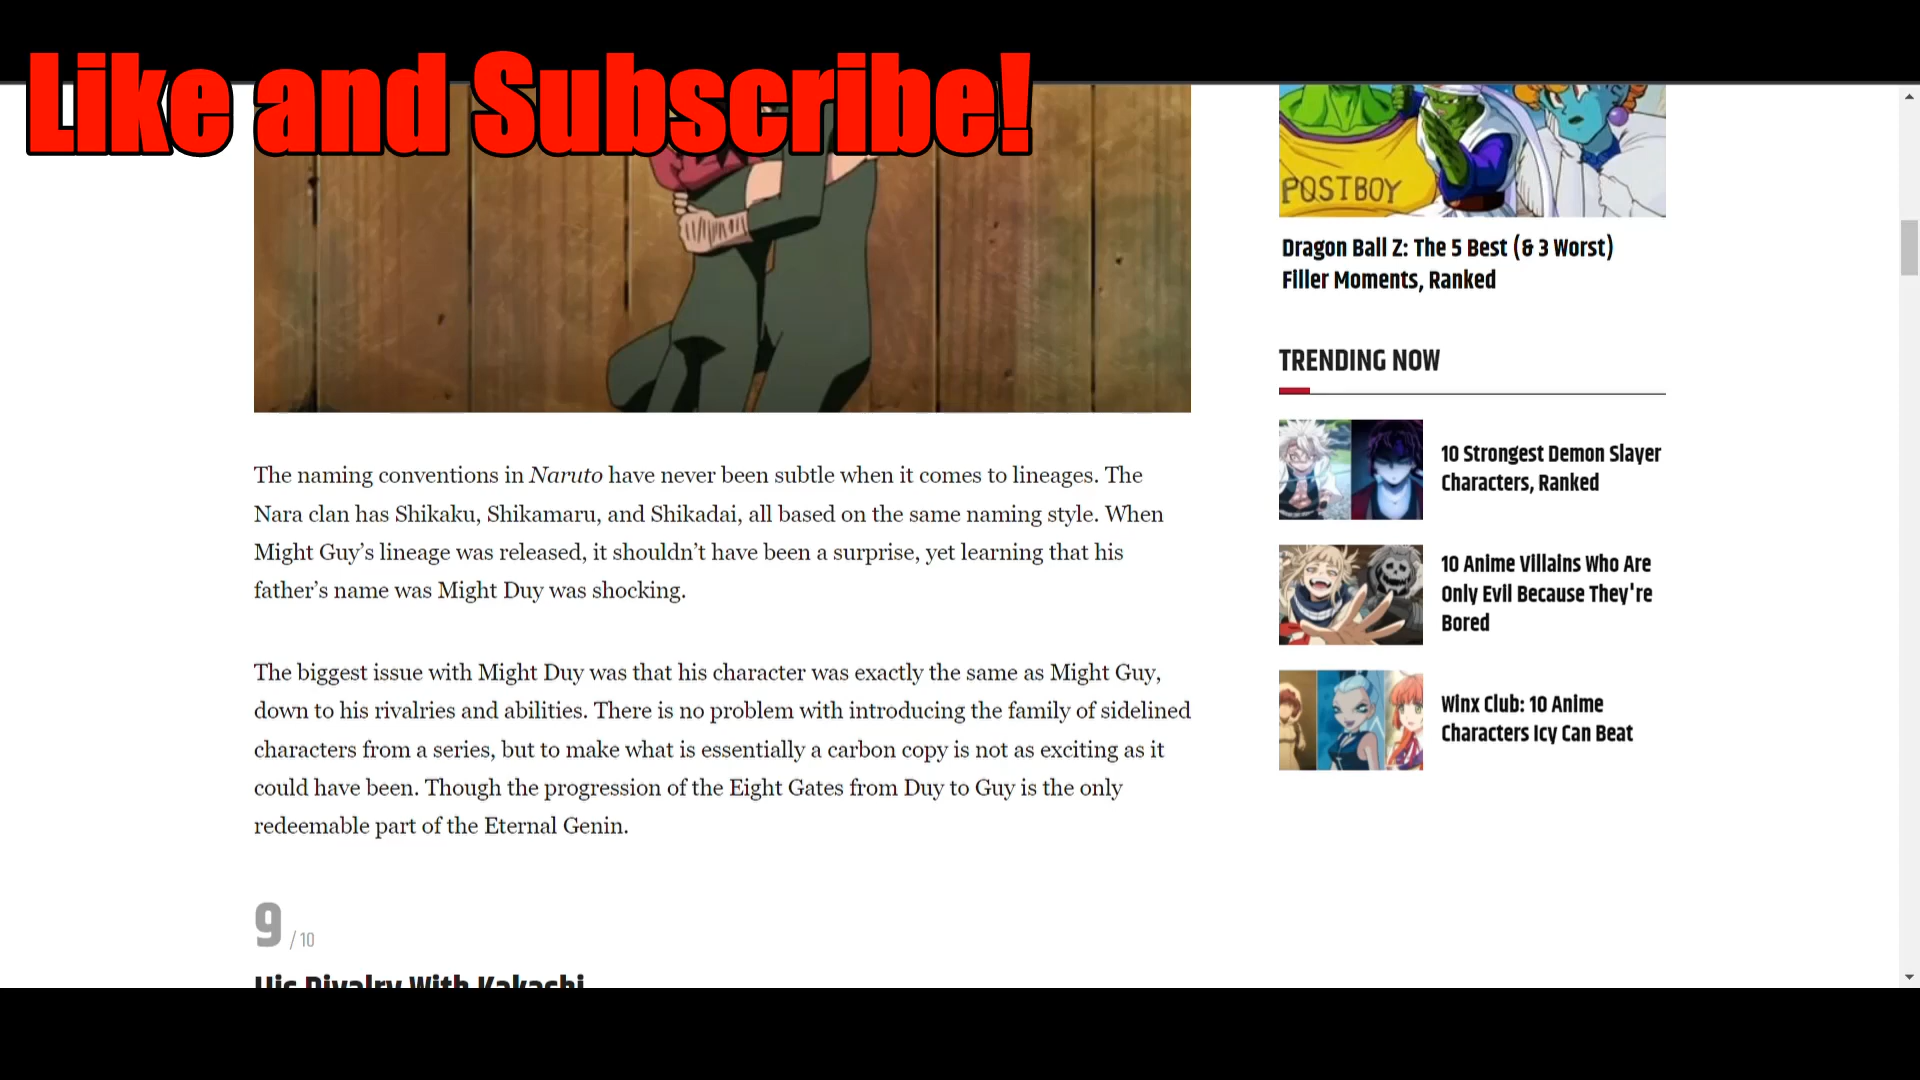 Like and Subscribe!
POSTBOY
Dragon Ball Z: The 5 Best (& 3 Worst)
Filler Moments, Ranked
TRENDING NOW
10 Strongest Demon Slayer
Characters, Ranked
10 Anime Villains Who Are
Only Evil Because They're
Bored
Winx Club: 10 Anime
Characters Icy Can Beat
The naming conventions in Naruto have never been subtle when it comes to lineages. The
Nara clan has Shikaku, Shikamaru, and Shikadai, all based on the same naming style. When
Might Guy’s lineage was released, it shouldn’t have been a surprise, yet learning that his
father’s name was Might Duy was shocking.
The biggest issue with Might Duy was that his character was exactly the same as Might Guy,
down to his rivalries and abilities. There is no problem with introducing the family of sidelined
characters from a series, but to make what is essentially a carbon copy is not as exciting as it
could have been. Though the progression of the Eight Gates from Duy to Guy is the only
redeemable part of the Eternal Genin.
9 / 10
His Rivalry With Kakashi